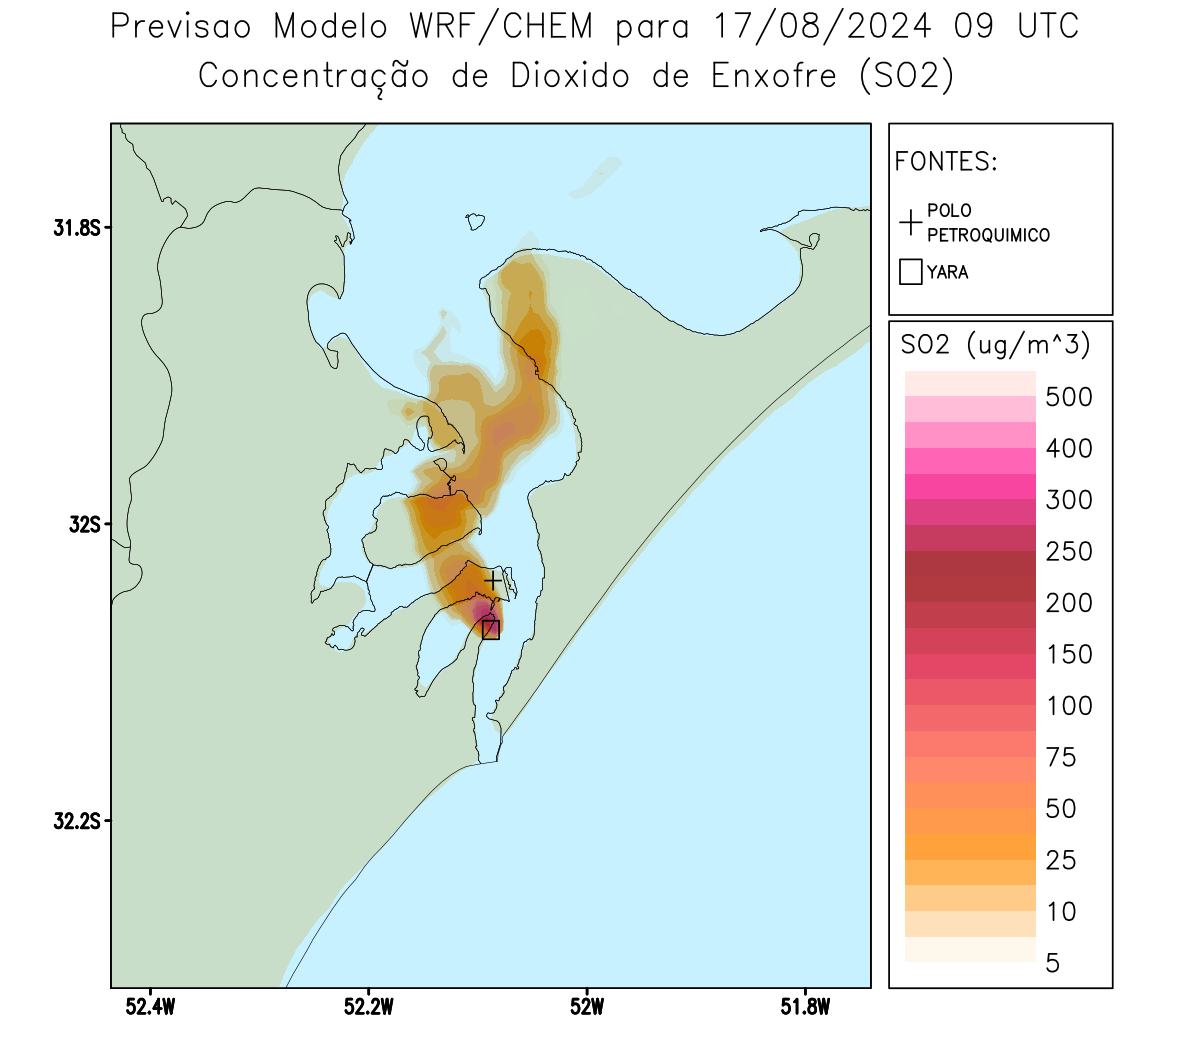 Previsao Modelo WRF/CHEM para 17/08/2024 09 UTC
Concentração de Dioxido de Enxofre (SO2)
FONTES:
POLO
PETROQUIMICO
YARA
SO2 (ug/m^3)
500
400
300
250
200
150
100
75
50
25
10
5
31.8S
32S
32.2S
52.4W
52.2W
52W
51.8W